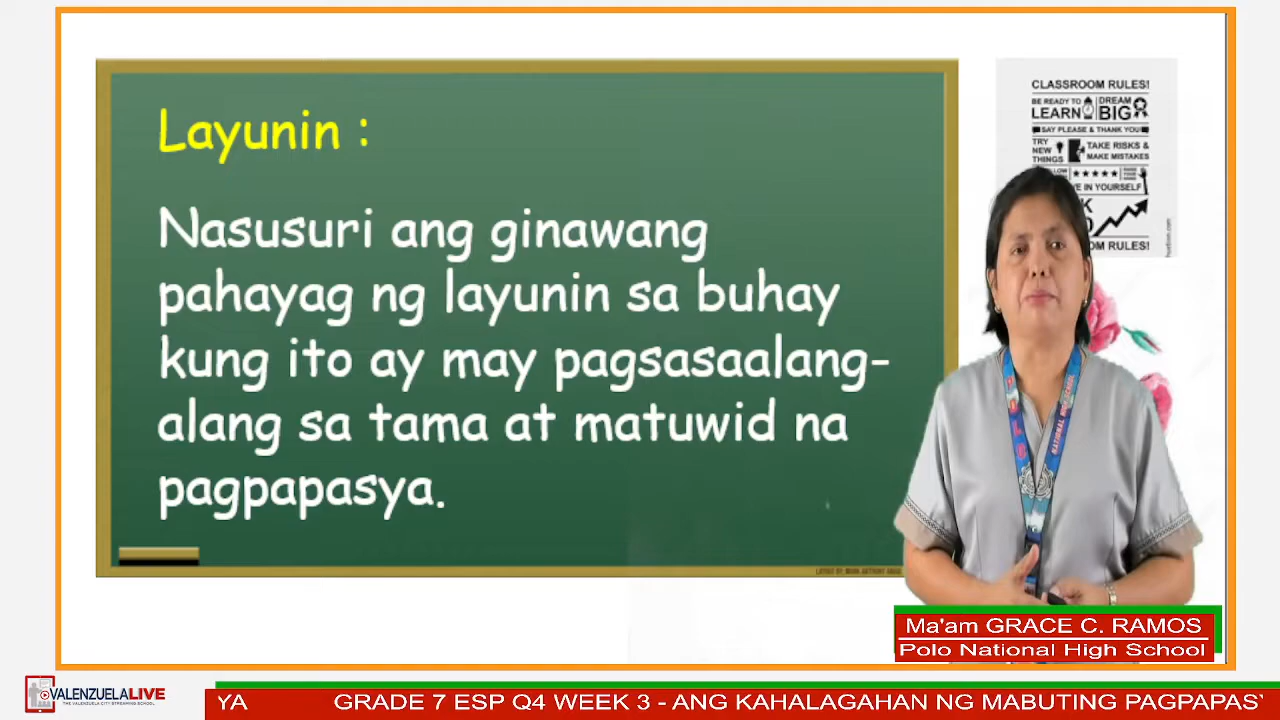 Layunin :
Nasusuri ang ginawang
pahayag ng layunin sa buhay
kung ito ay may pagsasaalang-
alang sa tama at matuwid na
pagpapasya.
CLASSROOM RULES!
BE READY TO
LEARN
DREAM
BIG
SAY PLEASE & THANK YOU
TRY
NEW
THINGS
TAKE RISKS &
MAKE MISTAKES
IN YOURSELF
OM RULES!
Ma'am GRACE C. RAMOS
Polo National High School
VALENZUELALIVE
THE VALENZUELA CITY STREAMING SCHOOL
YA GRADE 7 ESP Q4 WEEK 3 - ANG KAHALAGAHAN NG MABUTING PAGPAPAS'